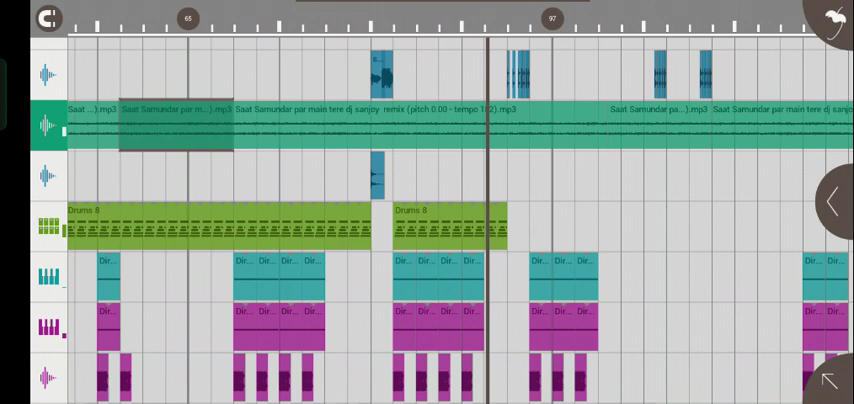 65
97
Saat ...).mp3
Saat Samundar par m...).mp3
Saat Samundar par main tere dj sanjoy remix (pitch 0.00 - tempo 182).mp3
Saat Samundar pa...).mp3
Saat Samundar par main tere dj sanjoy
Drums 8
Drums 8
Dir... Dir... Dir... Dir... Dir... Dir... Dir... Dir... Dir... Dir... Dir... Dir... Dir... Dir...
Dir... Dir... Dir... Dir... Dir... Dir... Dir... Dir... Dir... Dir... Dir... Dir... Dir... Dir...